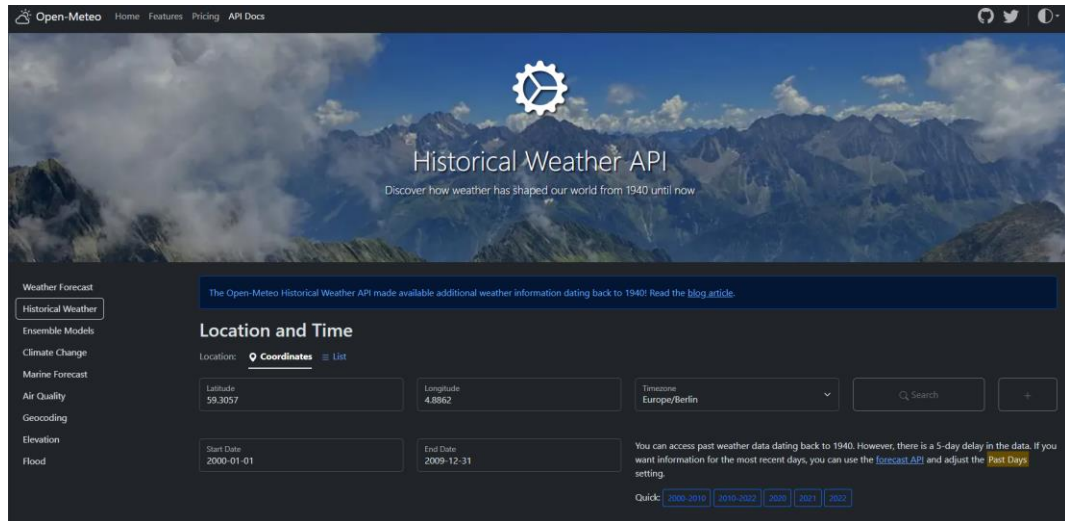 Open-Meteo Home Features Pricing API Docs
Historical Weather API
Discover how weather has shaped our world from 1940 until now
Weather Forecast
Historical Weather
Ensemble Models
Climate Change
Marine Forecast
Air Quality
Geocoding
Elevation
Flood
The Open-Meteo Historical Weather API made available additional weather information dating back to 1940! Read the blog article.
Location and Time
Location: Coordinates List
Latitude
59.3057
Longitude
4.8862
Timezone
Europe/Berlin
Search
+
Start Date
2000-01-01
End Date
2009-12-31
You can access past weather data dating back to 1940. However, there is a 5-day delay in the data. If you
want information for the most recent days, you can use the forecast API and adjust the Past Days
setting.
Quick: 2000-2010 2010-2022 2020 2021 2022